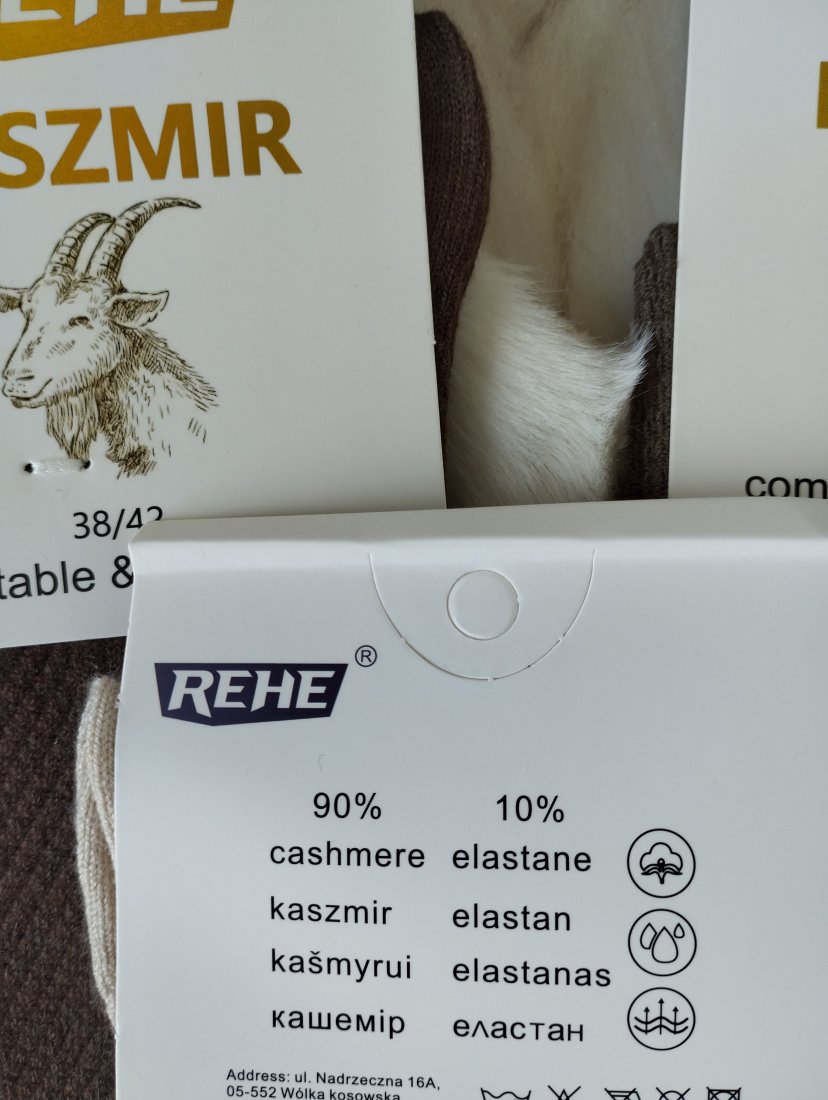 REHE
SZMIR
38/42
table &
com
REHE®
90% 10%
cashmere elastane
kaszmir elastan
kašmyrui elastanas
кашемір еластан
Address: ul. Nadrzeczna 16A,
05-552 Wólka kosowska